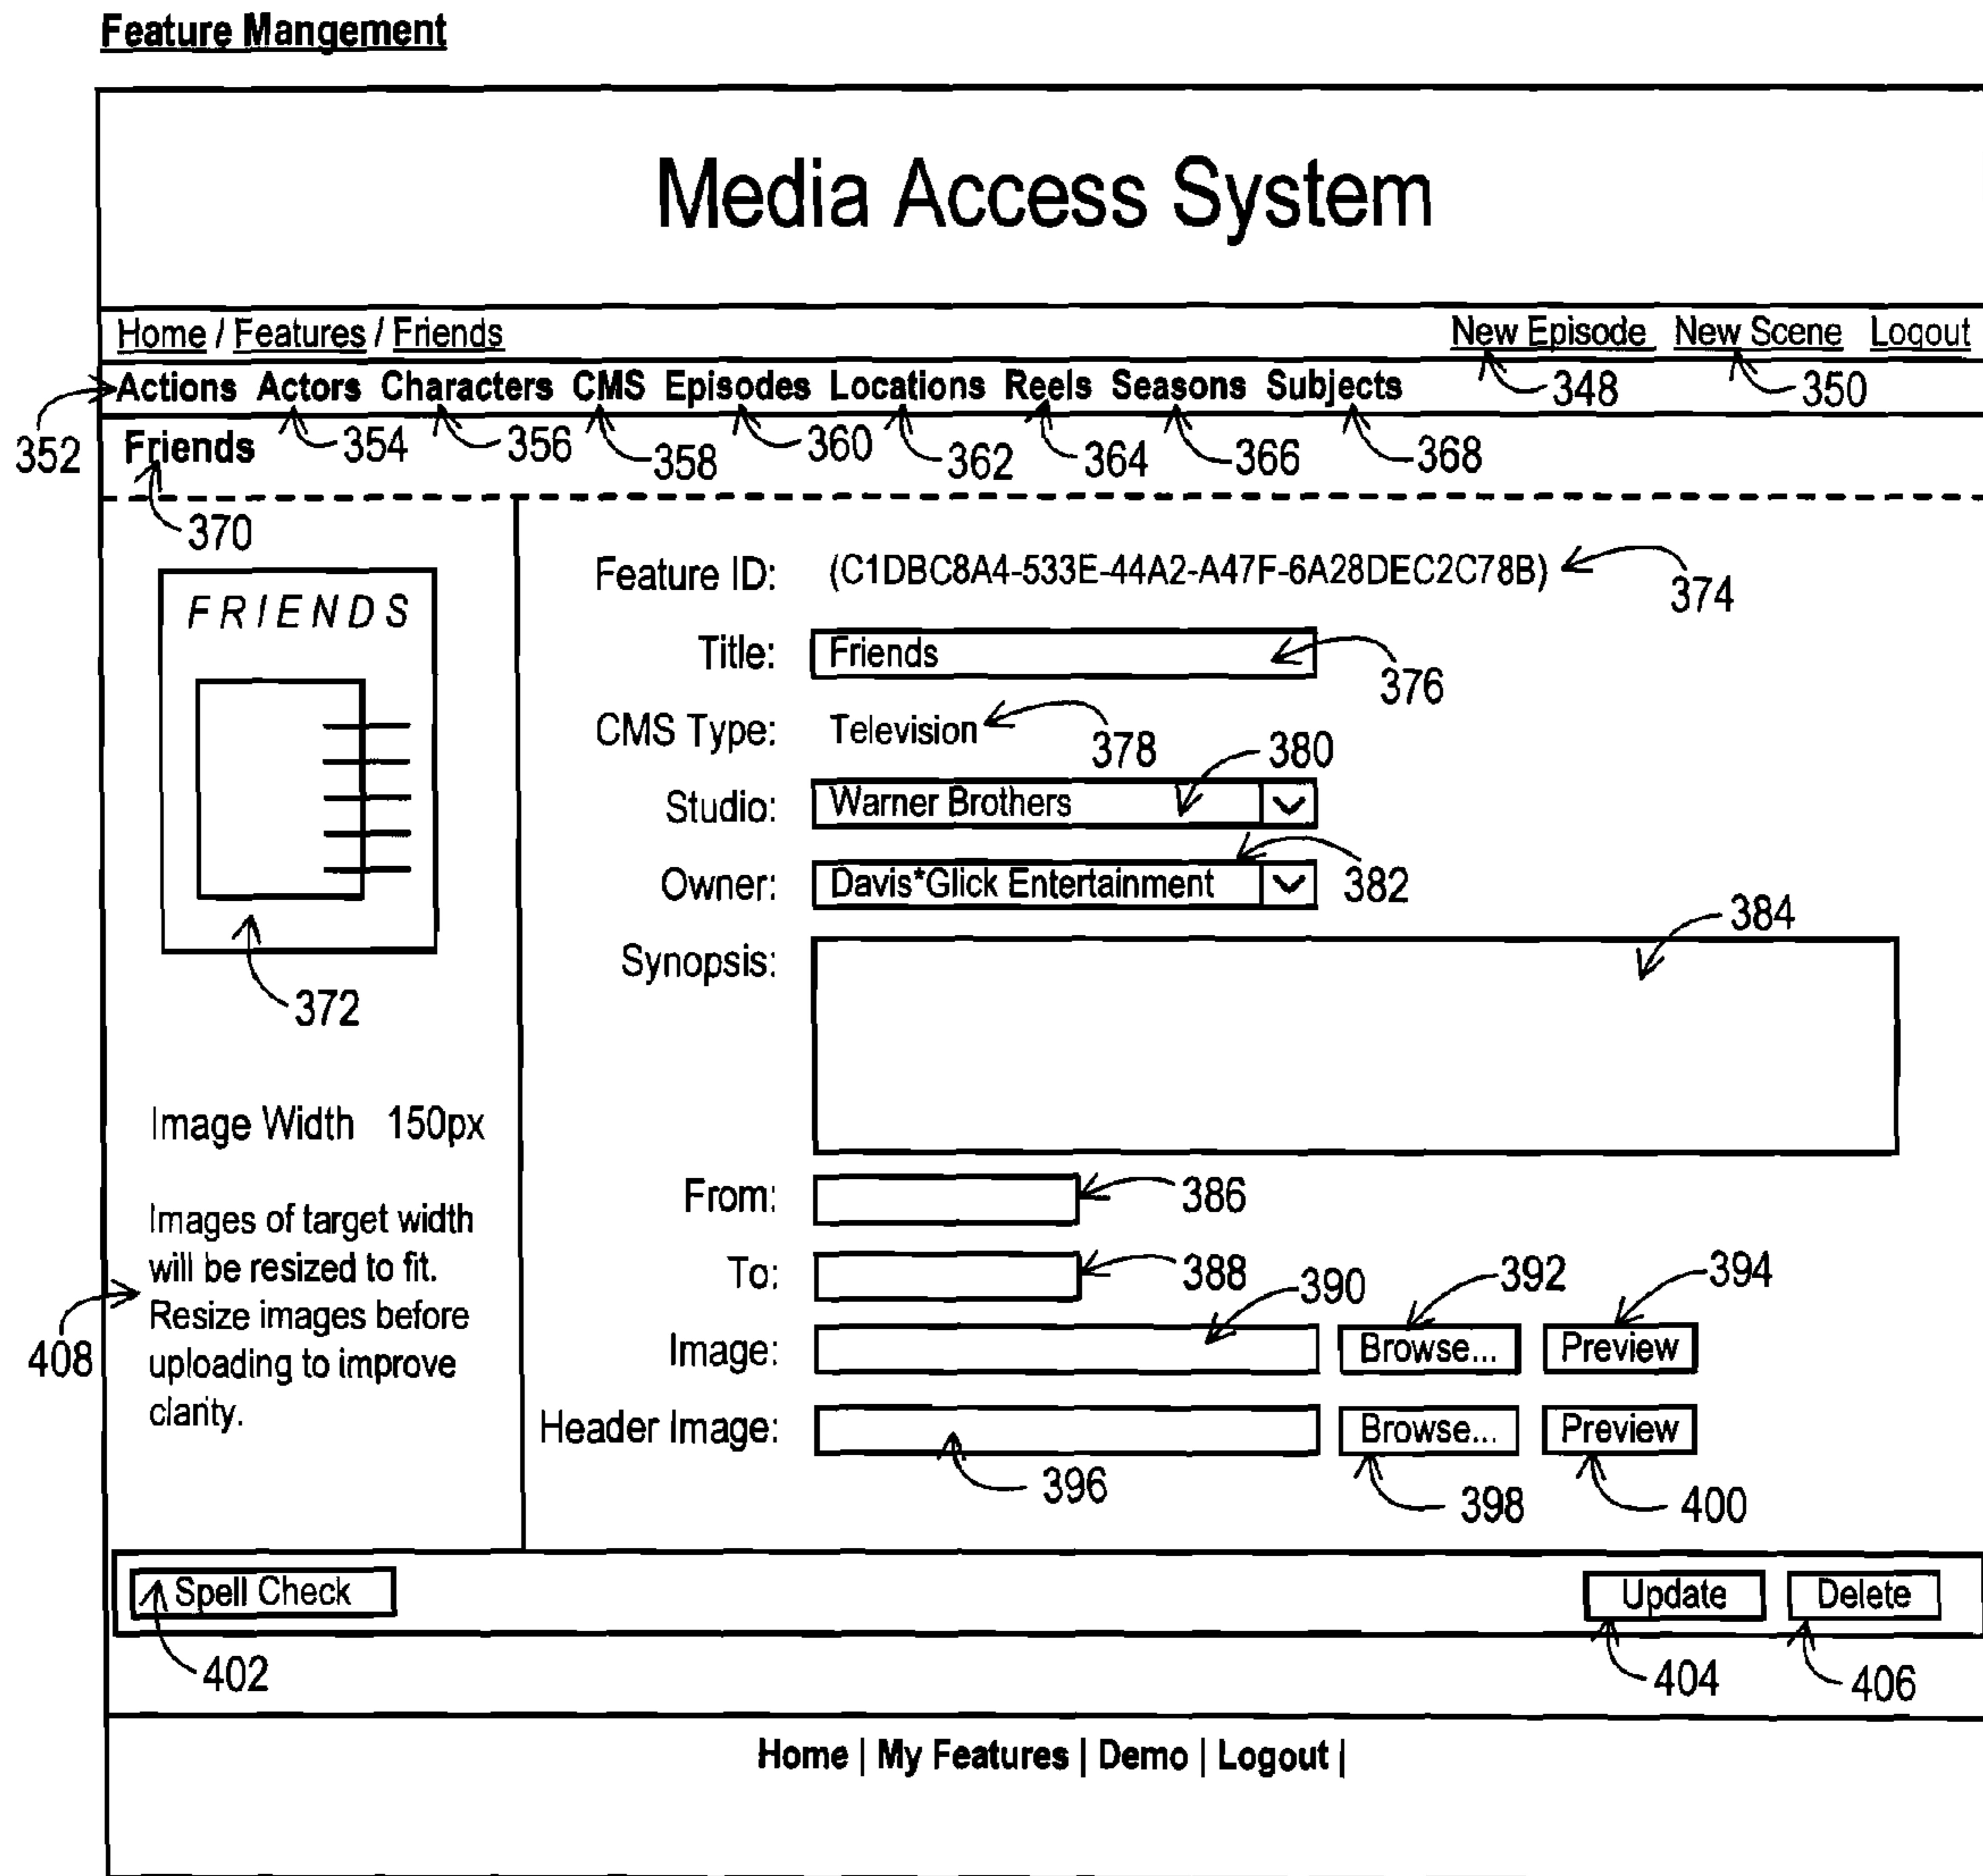 Feature Mangement
Media Access System
Home / Features / Friends New Episode New Scene Logout
Actions Actors Characters CMS Episodes Locations Reels Seasons Subjects
348 350
352 354 356 358 360 362 364 366 368
Friends
370
FRIENDS
372
Image Width 150px
Images of target width
will be resized to fit.
Resize images before
uploading to improve
clarity.
408
Feature ID: (C1DBC8A4-533E-44A2-A47F-6A28DEC2C78B) 374
Title: Friends 376
CMS Type: Television 378
Studio: Warner Brothers 380
Owner: Davis*Glick Entertainment 382
Synopsis: 384
From: 386
To: 388
Image: 390 Browse... 392 Preview 394
Header Image: Browse... Preview
396 398 400
Spell Check Update Delete
402 404 406
Home | My Features | Demo | Logout |